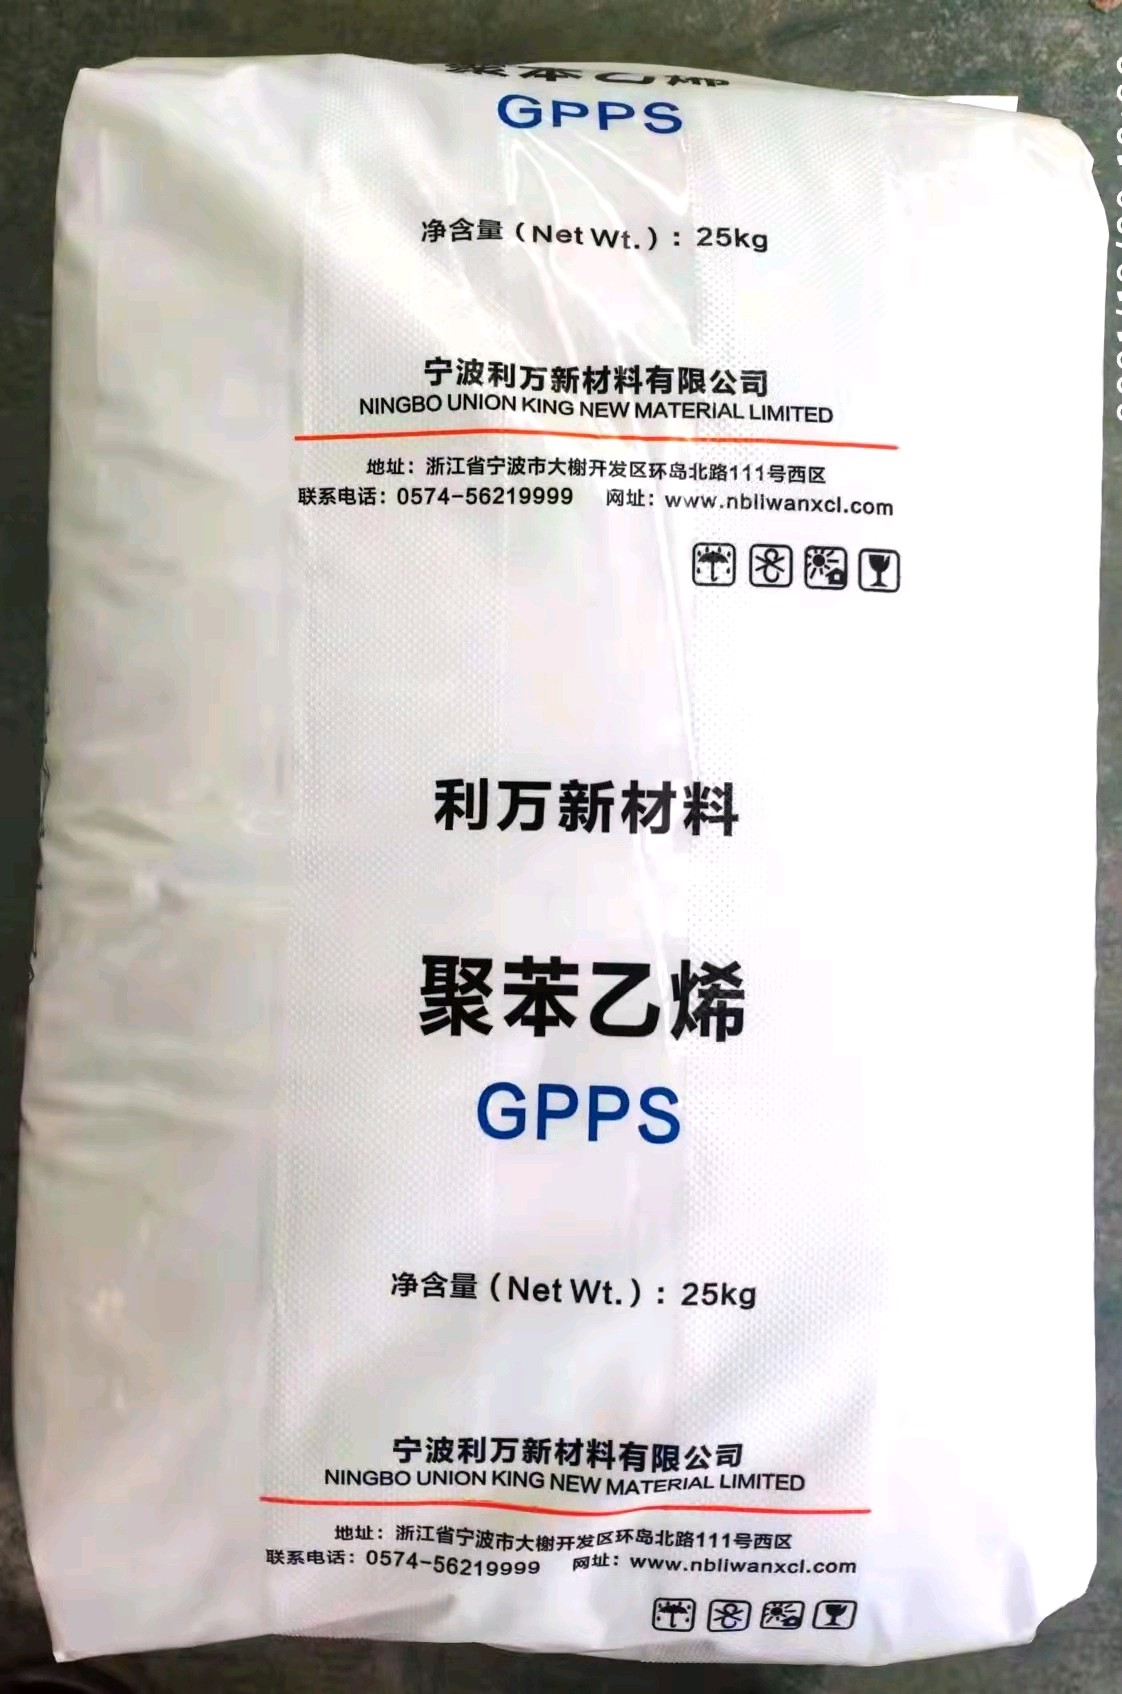 聚苯乙烯
GPPS
净含量（Net Wt.）: 25kg
宁波利万新材料有限公司
NINGBO UNION KING NEW MATERIAL LIMITED
地址：浙江省宁波市大榭开发区环岛北路111号西区
联系电话：0574-56219999 网址：www.nbliwanxcl.com
利万新材料
聚苯乙烯
GPPS
净含量（Net Wt.）: 25kg
宁波利万新材料有限公司
NINGBO UNION KING NEW MATERIAL LIMITED
地址：浙江省宁波市大榭开发区环岛北路111号西区
联系电话：0574-56219999 网址：www.nbliwanxcl.com